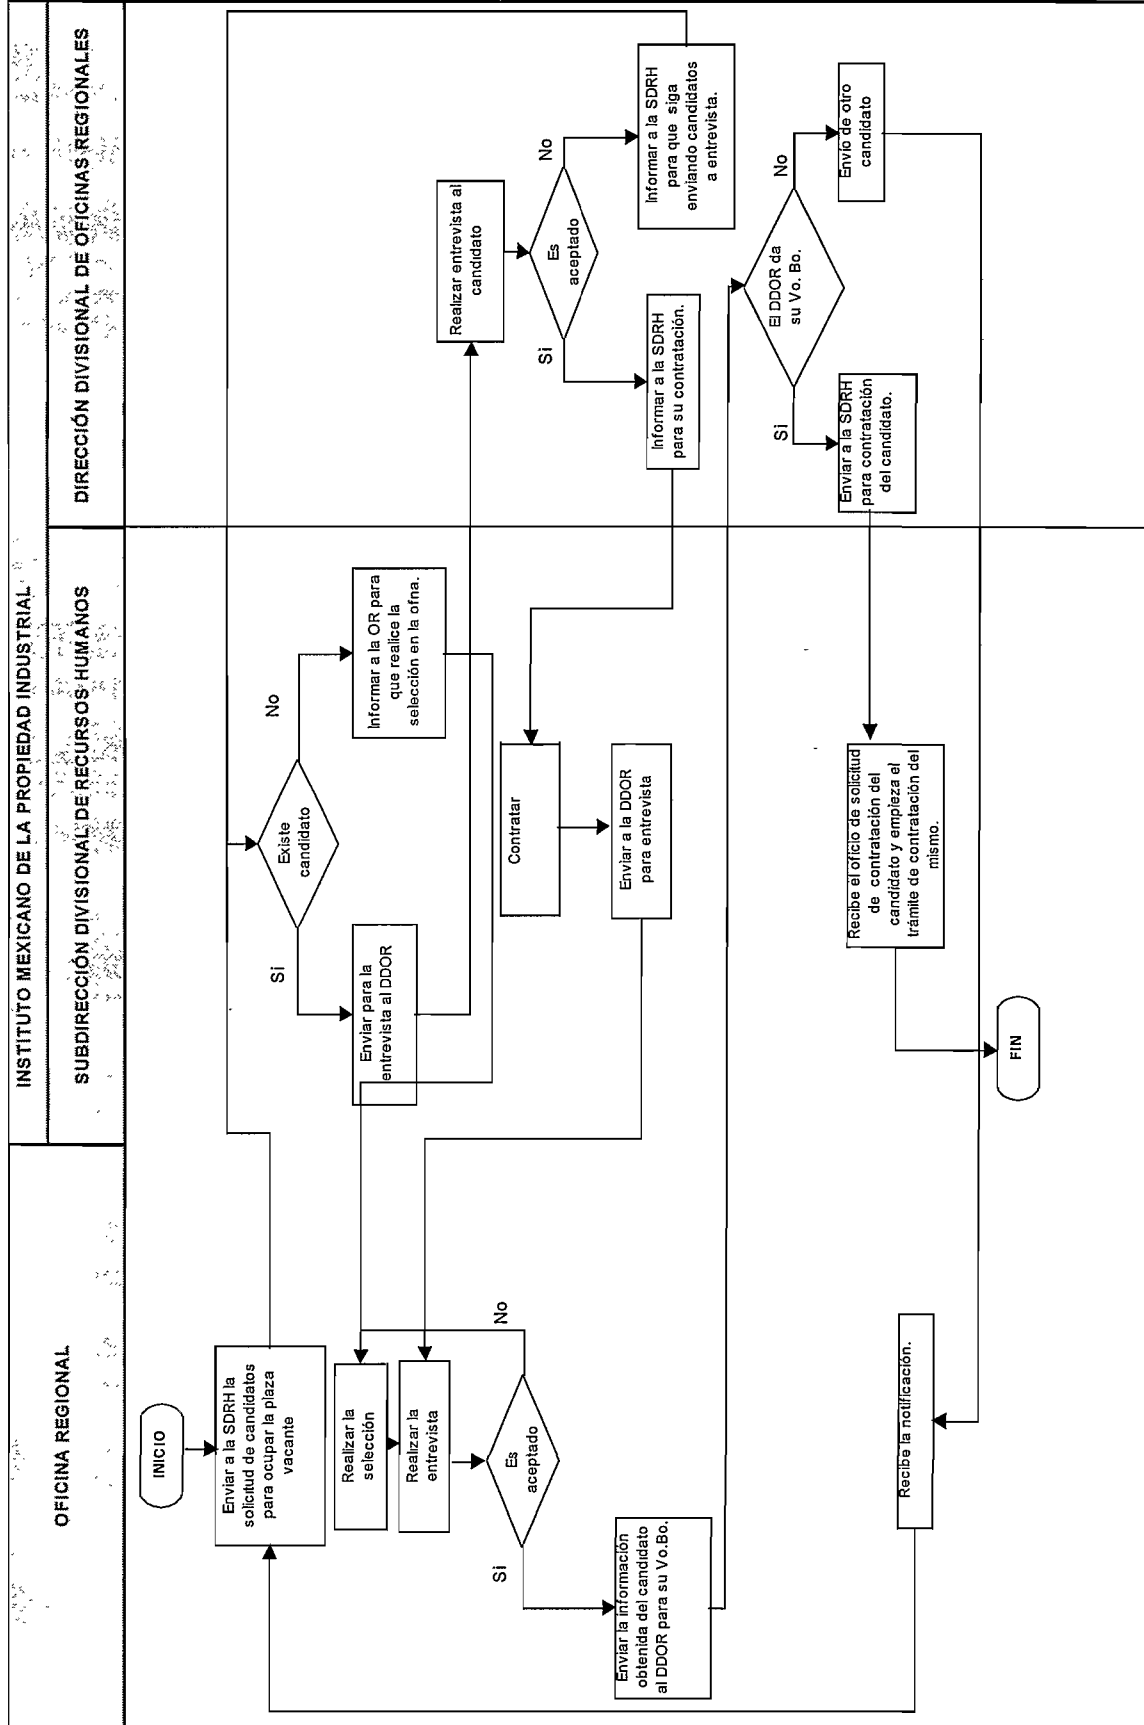 INSTITUTO MEXICANO DE LA PROPIEDAD INDUSTRIAL
OFICINA REGIONAL
SUBDIRECCIÓN DIVISIONAL DE RECURSOS HUMANOS
DIRECCIÓN DIVISIONAL DE OFICINAS REGIONALES
INICIO
Enviar a la SDRH la
solicitud de candidatos
para ocupar la plaza
vacante
Existe
candidato
Si
No
Enviar para la
entrevista al DDOR
Informar a la OR para
que realice la
selección en la ofna.
Realizar entrevista al
candidato
Es
aceptado
Si
No
Informar a la SDRH
para su contratación.
Informar a la SDRH
para que siga
enviando candidatos
a entrevista.
Realizar la
selección
Realizar la
entrevista
Es
aceptado
Si
No
Contratar
Enviar a la DDOR
para entrevista
Enviar la información
obtenida del candidato
al DDOR para su Vo.Bo.
El DDOR da
su Vo. Bo.
Si
No
Enviar a la SDRH
para contratación
del candidato.
Envío de otro
candidato
Recibe el oficio de solicitud
de contratación del
candidato y empieza el
trámite de contratación del
mismo.
Recibe la notificación.
FIN